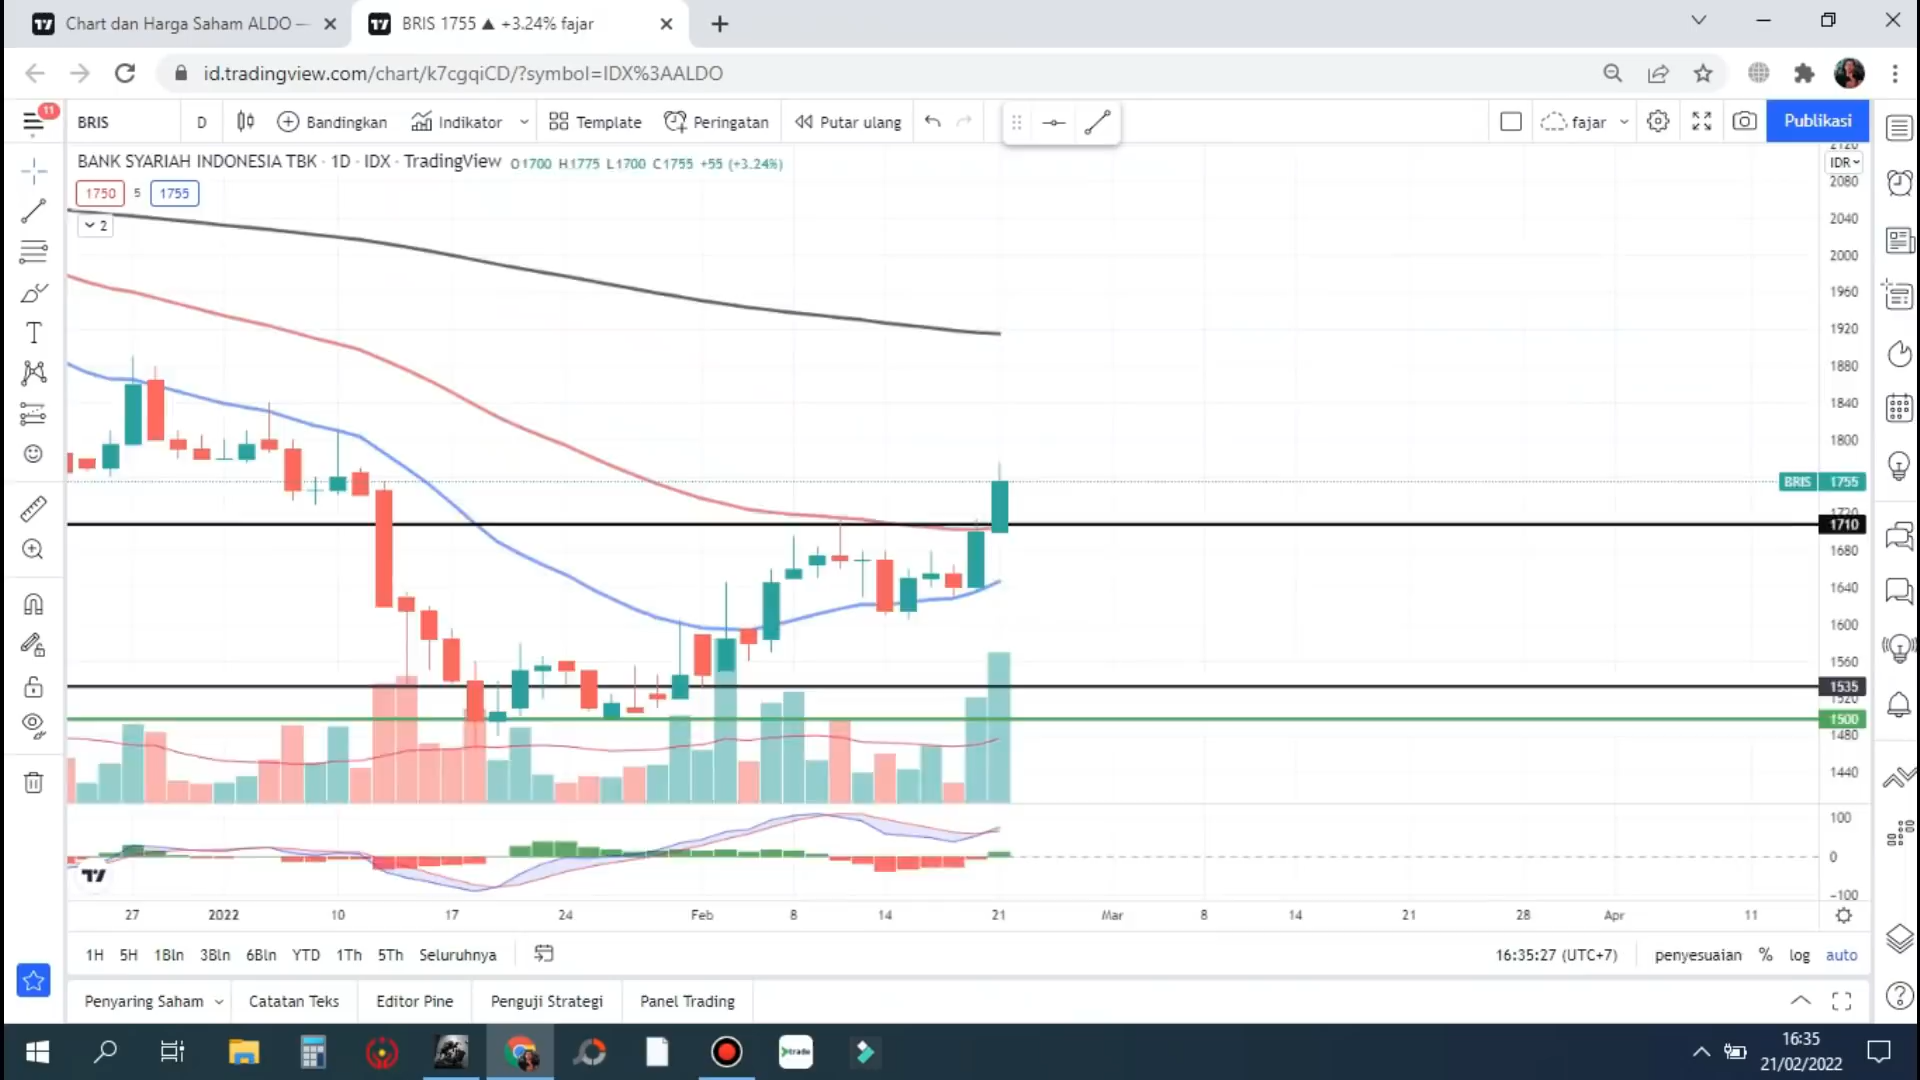 Chart dan Harga Saham ALDO —
BRIS 1755 ▲ +3.24% fajar
id.tradingview.com/chart/k7cgqiCD/?symbol=IDX%3AALDO
11
BRIS
D
Bandingkan
Indikator
Template
Peringatan
Putar ulang
fajar
Publikasi
BANK SYARIAH INDONESIA TBK · 1D · IDX · TradingView O1700 H1775 L1700 C1755 +55 (+3.24%)
1750 5 1755
2
IDR
2120
2080
2040
2000
1960
1920
1880
1840
1800
BRIS 1755
1720
1710
1680
1640
1600
1560
1535
1520
1500
1480
1440
100
0
-100
27 2022 10 17 24 Feb 8 14 21 Mar 8 14 21 28 Apr 11
1H 5H 1Bln 3Bln 6Bln YTD 1Th 5Th Seluruhnya
16:35:27 (UTC+7) penyesuaian % log auto
Penyaring Saham Catatan Teks Editor Pine Penguji Strategi Panel Trading
trade
16:35
21/02/2022